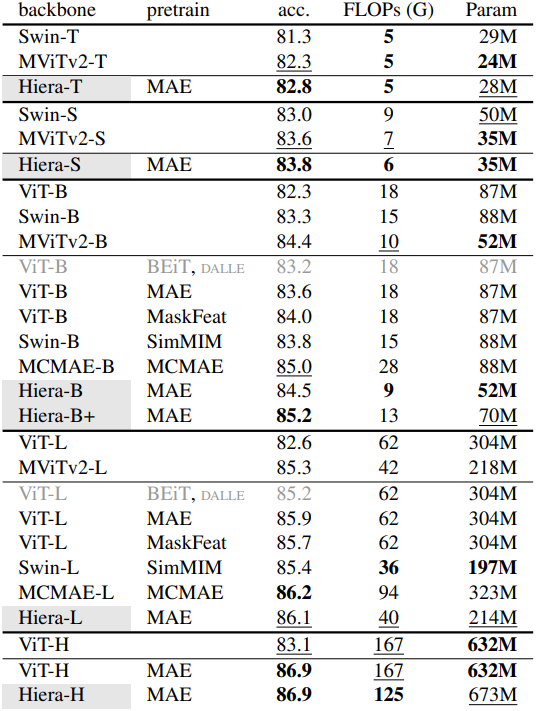 backbone pretrain acc. FLOPs (G) Param
Swin-T 81.3 5 29M
MViTv2-T 82.3 5 24M
Hiera-T MAE 82.8 5 28M
Swin-S 83.0 9 50M
MViTv2-S 83.6 7 35M
Hiera-S MAE 83.8 6 35M
ViT-B 82.3 18 87M
Swin-B 83.3 15 88M
MViTv2-B 84.4 10 52M
ViT-B BEiT, DALLE 83.2 18 87M
ViT-B MAE 83.6 18 87M
ViT-B MaskFeat 84.0 18 87M
Swin-B SimMIM 83.8 15 88M
MCMAE-B MCMAE 85.0 28 88M
Hiera-B MAE 84.5 9 52M
Hiera-B+ MAE 85.2 13 70M
ViT-L 82.6 62 304M
MViTv2-L 85.3 42 218M
ViT-L BEiT, DALLE 85.2 62 304M
ViT-L MAE 85.9 62 304M
ViT-L MaskFeat 85.7 62 304M
Swin-L SimMIM 85.4 36 197M
MCMAE-L MCMAE 86.2 94 323M
Hiera-L MAE 86.1 40 214M
ViT-H 83.1 167 632M
ViT-H MAE 86.9 167 632M
Hiera-H MAE 86.9 125 673M